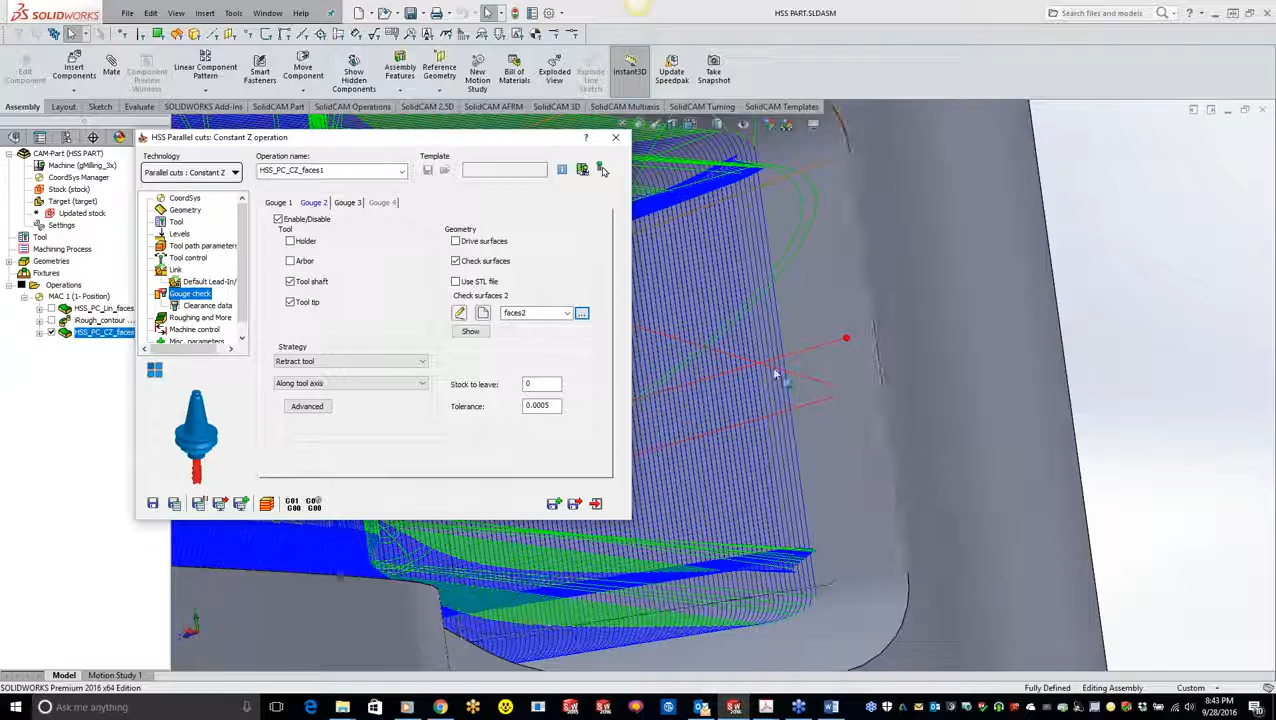 SOLIDWORKS
File Edit View Insert Tools Window Help
HSS PART.SLDASM
Search files and models
Edit Component
Insert Components
Mate
Component Preview Window
Linear Component Pattern
Smart Fasteners
Move Component
Show Hidden Components
Assembly Features
Reference Geometry
New Motion Study
Bill of Materials
Exploded View
Explode Line Sketch
Instant3D
Update Speedpak
Take Snapshot
Assembly Layout Sketch Evaluate SOLIDWORKS Add-Ins SolidCAM Part SolidCAM Operations SolidCAM 2.5D SolidCAM AFRM SolidCAM 3D SolidCAM Multiaxis SolidCAM Turning SolidCAM Templates
CAM-Part (HSS PART)
Machine (gMilling_3x)
CoordSys Manager
Stock (stock)
Target (target)
Updated stock
Settings
Tool
Machining Process
Geometries
Fixtures
Operations
MAC 1 (1- Position)
HSS_PC_Lin_faces
iRough_contour ...
HSS_PC_CZ_faces
HSS Parallel cuts: Constant Z operation
Technology
Parallel cuts : Constant Z
Operation name:
HSS_PC_CZ_faces1
Template
CoordSys
Geometry
Tool
Levels
Tool path parameters
Tool control
Link
Default Lead-In/
Gouge check
Clearance data
Roughing and More
Machine control
Misc. parameters
Gouge 1 Gouge 2 Gouge 3 Gouge 4
Enable/Disable
Tool
Holder
Arbor
Tool shaft
Tool tip
Geometry
Drive surfaces
Check surfaces
Use STL file
Check surfaces 2
faces2
...
Show
Strategy
Retract tool
Along tool axis
Advanced
Stock to leave: 0
Tolerance: 0.0005
G01 G00
G00
Model Motion Study 1
SOLIDWORKS Premium 2016 x64 Edition
Fully Defined Editing Assembly Custom
Ask me anything
8:43 PM
9/28/2016